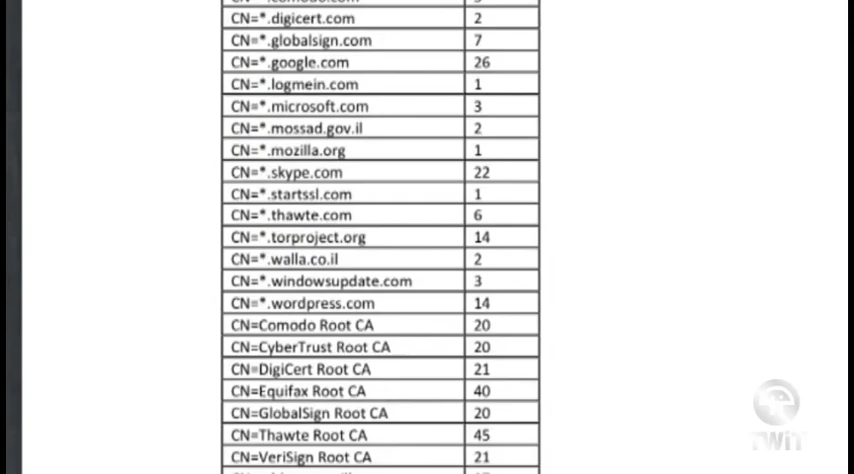 CN=*.digicert.com 2
CN=*.globalsign.com 7
CN=*.google.com 26
CN=*.logmein.com 1
CN=*.microsoft.com 3
CN=*.mossad.gov.il 2
CN=*.mozilla.org 1
CN=*.skype.com 22
CN=*.startssl.com 1
CN=*.thawte.com 6
CN=*.torproject.org 14
CN=*.walla.co.il 2
CN=*.windowsupdate.com 3
CN=*.wordpress.com 14
CN=Comodo Root CA 20
CN=CyberTrust Root CA 20
CN=DigiCert Root CA 21
CN=Equifax Root CA 40
CN=GlobalSign Root CA 20
CN=Thawte Root CA 45
CN=VeriSign Root CA 21
TWiT